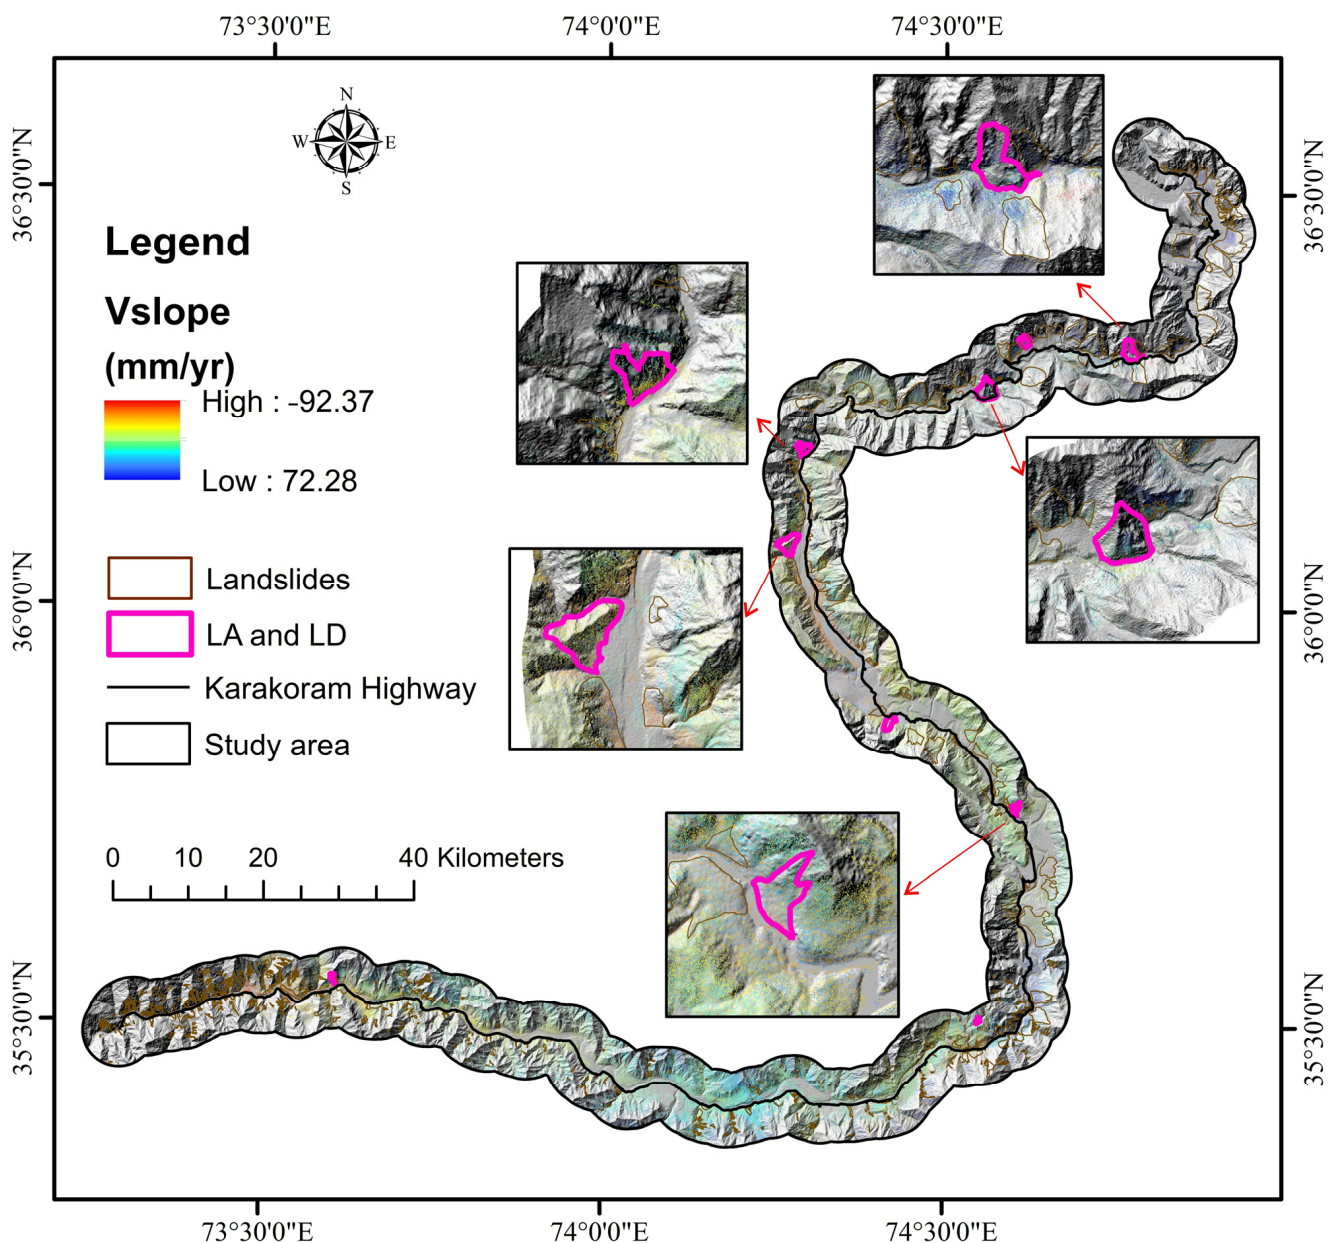 73°30'0"E 74°0'0"E 74°30'0"E
N
W E
S
36°30'0"N 36°30'0"N
Legend
Vslope
(mm/yr)
High : -92.37
Low : 72.28
Landslides
LA and LD
Karakoram Highway
Study area
36°0'0"N 36°0'0"N
0 10 20 40 Kilometers
35°30'0"N 35°30'0"N
73°30'0"E 74°0'0"E 74°30'0"E